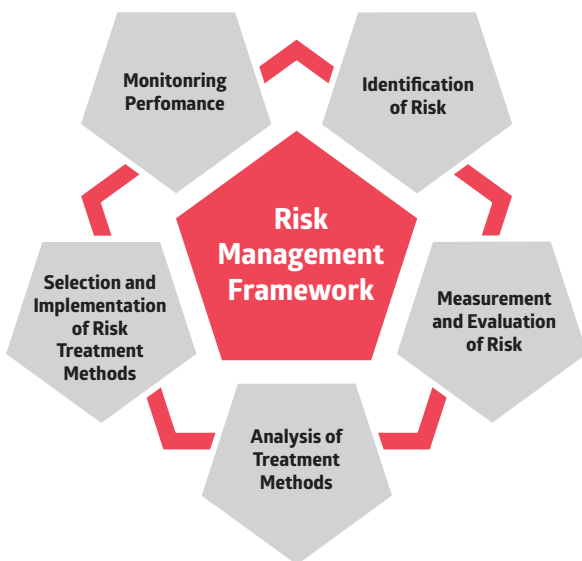 Monitonring
Perfomance
Identification
of Risk
Risk
Management
Framework
Selection and
Implementation
of Risk
Treatment
Methods
Measurement
and Evaluation
of Risk
Analysis of
Treatment
Methods